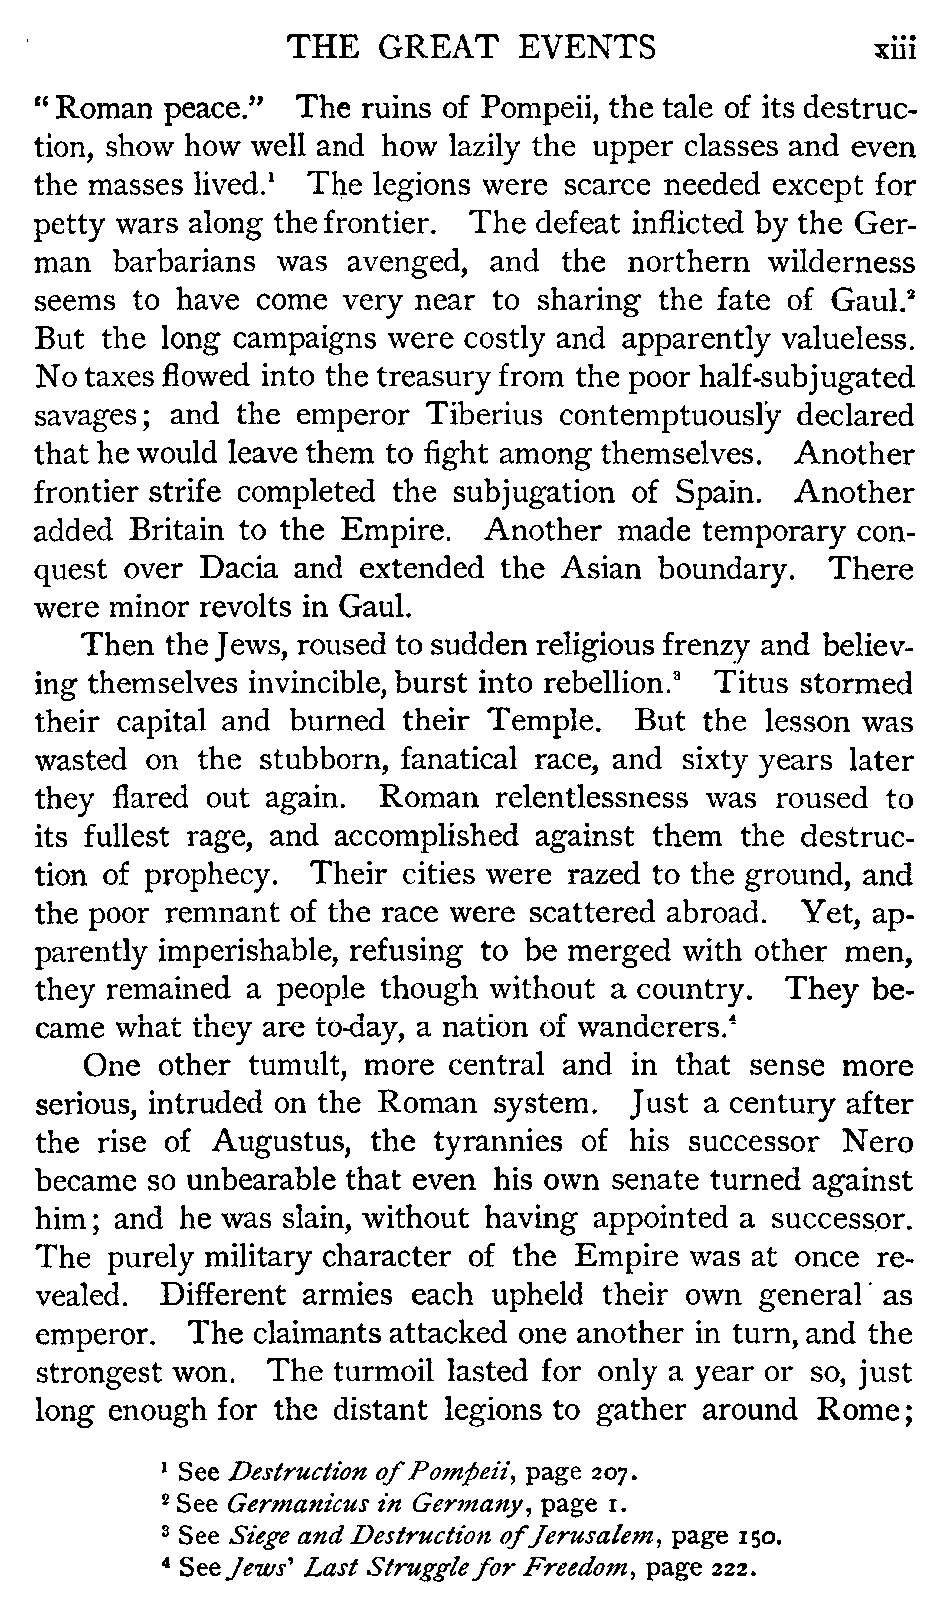 THE GREAT EVENTS xiii
"Roman peace." The ruins of Pompeii, the tale of its destruc-
tion, show how well and how lazily the upper classes and even
the masses lived.¹ The legions were scarce needed except for
petty wars along the frontier. The defeat inflicted by the Ger-
man barbarians was avenged, and the northern wilderness
seems to have come very near to sharing the fate of Gaul.²
But the long campaigns were costly and apparently valueless.
No taxes flowed into the treasury from the poor half-subjugated
savages; and the emperor Tiberius contemptuously declared
that he would leave them to fight among themselves. Another
frontier strife completed the subjugation of Spain. Another
added Britain to the Empire. Another made temporary con-
quest over Dacia and extended the Asian boundary. There
were minor revolts in Gaul.
Then the Jews, roused to sudden religious frenzy and believ-
ing themselves invincible, burst into rebellion.³ Titus stormed
their capital and burned their Temple. But the lesson was
wasted on the stubborn, fanatical race, and sixty years later
they flared out again. Roman relentlessness was roused to
its fullest rage, and accomplished against them the destruc-
tion of prophecy. Their cities were razed to the ground, and
the poor remnant of the race were scattered abroad. Yet, ap-
parently imperishable, refusing to be merged with other men,
they remained a people though without a country. They be-
came what they are to-day, a nation of wanderers.⁴
One other tumult, more central and in that sense more
serious, intruded on the Roman system. Just a century after
the rise of Augustus, the tyrannies of his successor Nero
became so unbearable that even his own senate turned against
him; and he was slain, without having appointed a successor.
The purely military character of the Empire was at once re-
vealed. Different armies each upheld their own general as
emperor. The claimants attacked one another in turn, and the
strongest won. The turmoil lasted for only a year or so, just
long enough for the distant legions to gather around Rome;
¹ See Destruction of Pompeii, page 207.
² See Germanicus in Germany, page 1.
³ See Siege and Destruction of Jerusalem, page 150.
⁴ See Jews' Last Struggle for Freedom, page 222.